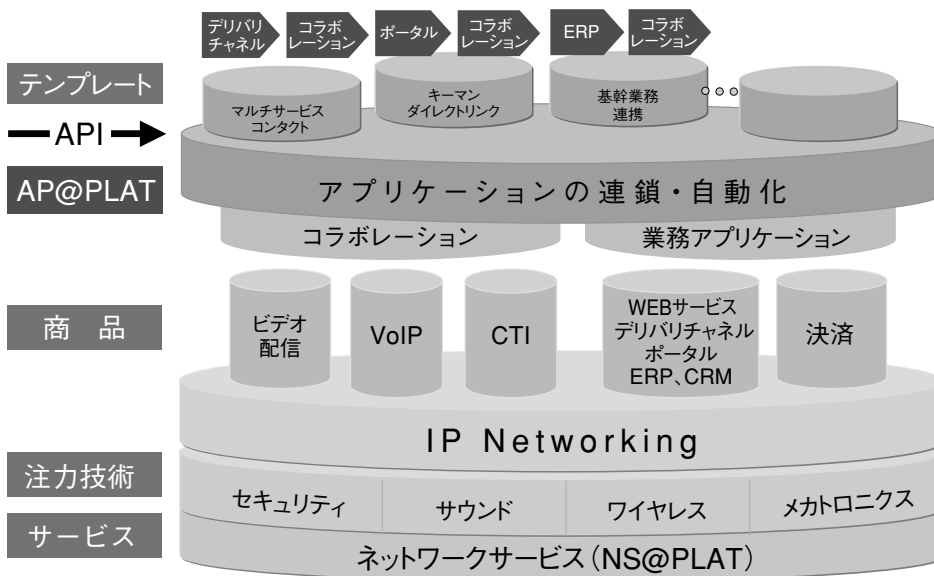 デリバリ
チャネル
コラボ
レーション
ポータル
コラボ
レーション
ERP
コラボ
レーション
テンプレート
マルチサービス
コンタクト
キーマン
ダイレクトリンク
基幹業務
連携
API
AP@PLAT
アプリケーションの連鎖・自動化
コラボレーション
業務アプリケーション
商品
ビデオ
配信
VoIP
CTI
WEBサービス
デリバリチャネル
ポータル
ERP、CRM
決済
IP Networking
注力技術
セキュリティ
サウンド
ワイヤレス
メカトロニクス
サービス
ネットワークサービス(NS@PLAT)